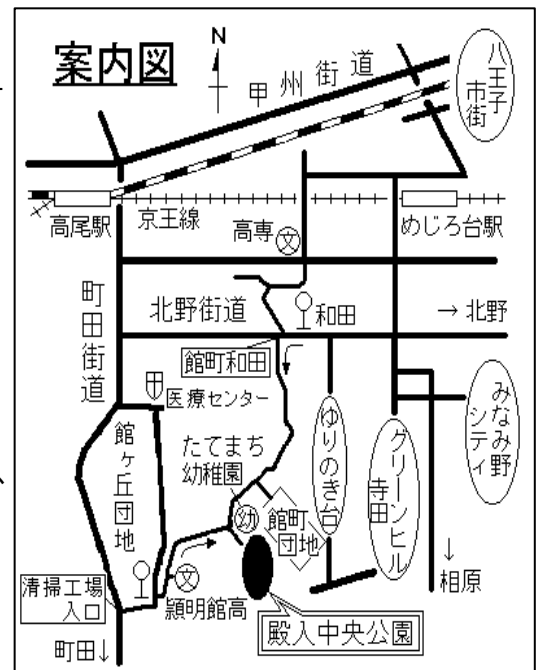 案内図
N
甲州街道
八王子
市街
高尾駅
京王線
高専
文
めじろ台駅
町田街道
北野街道
和田
→ 北野
館町和田
医療センター
みなみ野
シティ
館ヶ丘団地
たてまち
幼稚園
幼
館町
団地
ゆりのき台
グリーンヒル
寺田
↓
相原
清掃工場
入口
文
穎明館高
殿入中央公園
町田↓